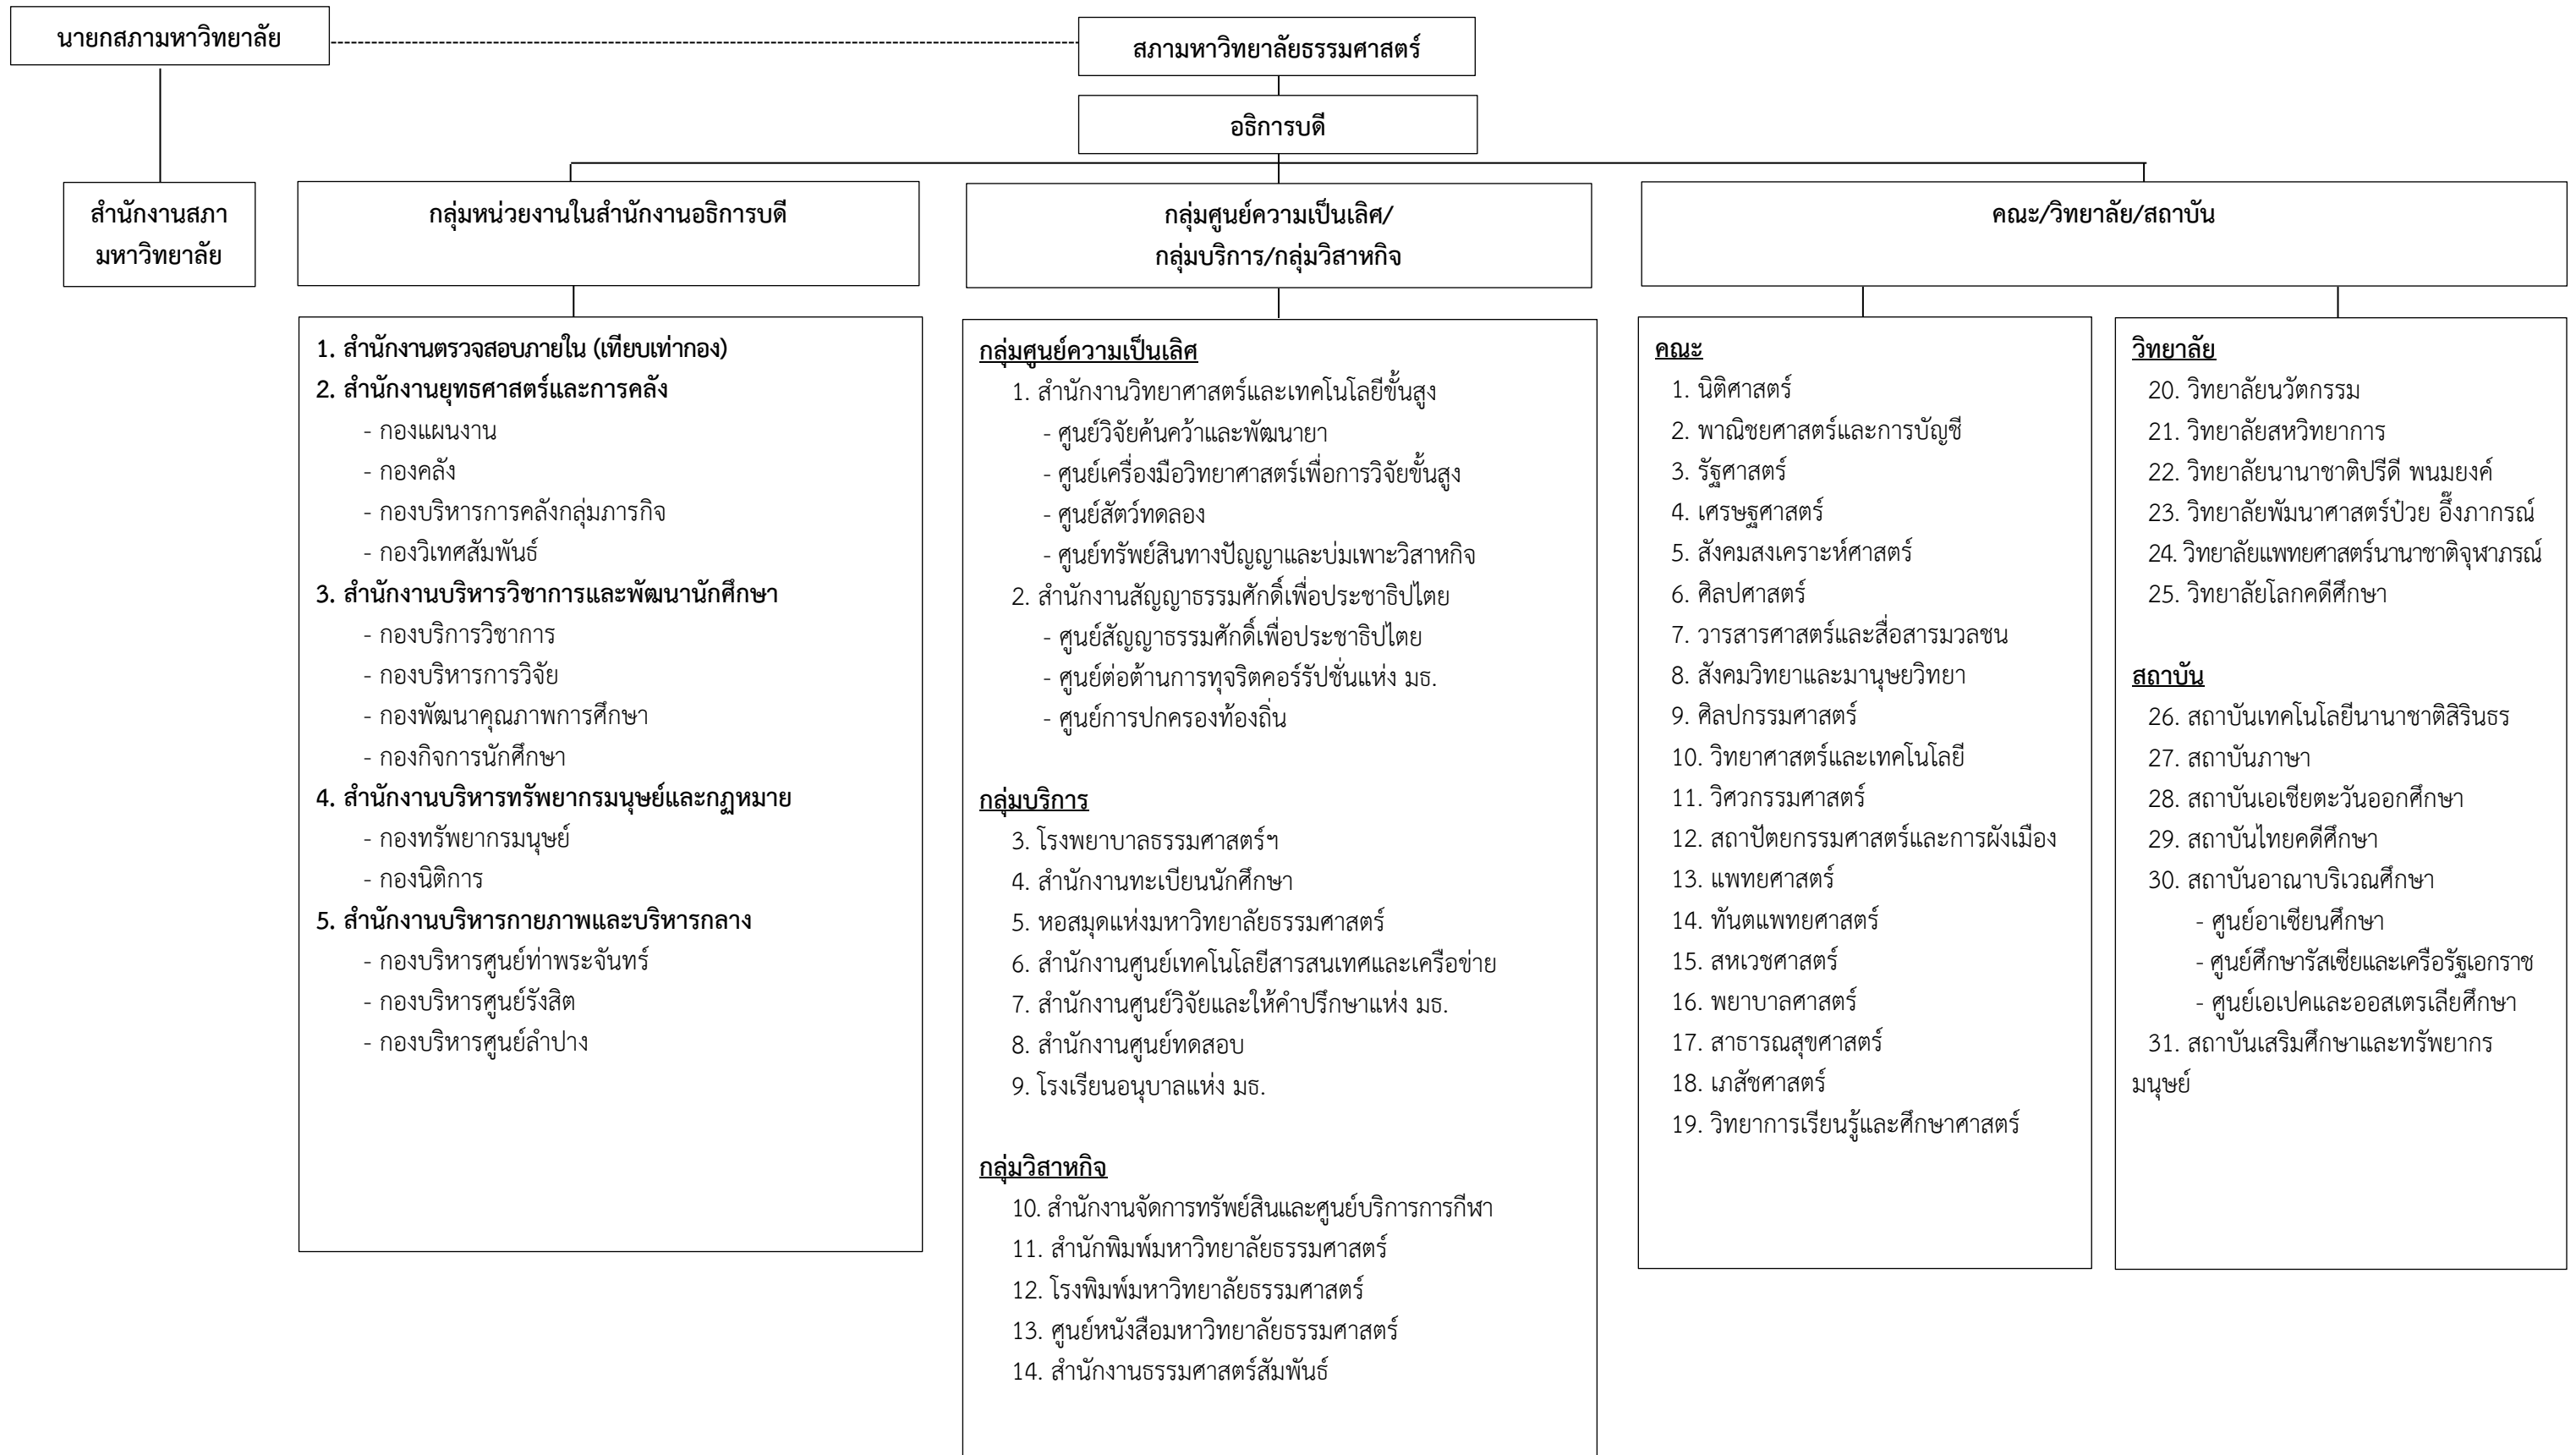 นายกสภามหาวิทยาลัย
สภามหาวิทยาลัยธรรมศาสตร์
อธิการบดี
สำนักงานสภา
มหาวิทยาลัย
กลุ่มหน่วยงานในสำนักงานอธิการบดี
กลุ่มศูนย์ความเป็นเลิศ/
กลุ่มบริการ/กลุ่มวิสาหกิจ
คณะ/วิทยาลัย/สถาบัน
1. สำนักงานตรวจสอบภายใน (เทียบเท่ากอง)
2. สำนักงานยุทธศาสตร์และการคลัง
- กองแผนงาน
- กองคลัง
- กองบริหารการคลังกลุ่มภารกิจ
- กองวิเทศสัมพันธ์
3. สำนักงานบริหารวิชาการและพัฒนานักศึกษา
- กองบริการวิชาการ
- กองบริหารการวิจัย
- กองพัฒนาคุณภาพการศึกษา
- กองกิจการนักศึกษา
4. สำนักงานบริหารทรัพยากรมนุษย์และกฎหมาย
- กองทรัพยากรมนุษย์
- กองนิติการ
5. สำนักงานบริหารกายภาพและบริหารกลาง
- กองบริหารศูนย์ท่าพระจันทร์
- กองบริหารศูนย์รังสิต
- กองบริหารศูนย์ลำปาง
กลุ่มศูนย์ความเป็นเลิศ
1. สำนักงานวิทยาศาสตร์และเทคโนโลยีขั้นสูง
- ศูนย์วิจัยค้นคว้าและพัฒนายา
- ศูนย์เครื่องมือวิทยาศาสตร์เพื่อการวิจัยขั้นสูง
- ศูนย์สัตว์ทดลอง
- ศูนย์ทรัพย์สินทางปัญญาและบ่มเพาะวิสาหกิจ
2. สำนักงานสัญญาธรรมศักดิ์เพื่อประชาธิปไตย
- ศูนย์สัญญาธรรมศักดิ์เพื่อประชาธิปไตย
- ศูนย์ต่อต้านการทุจริตคอร์รัปชั่นแห่ง มธ.
- ศูนย์การปกครองท้องถิ่น
กลุ่มบริการ
3. โรงพยาบาลธรรมศาสตร์ฯ
4. สำนักงานทะเบียนนักศึกษา
5. หอสมุดแห่งมหาวิทยาลัยธรรมศาสตร์
6. สำนักงานศูนย์เทคโนโลยีสารสนเทศและเครือข่าย
7. สำนักงานศูนย์วิจัยและให้คำปรึกษาแห่ง มธ.
8. สำนักงานศูนย์ทดสอบ
9. โรงเรียนอนุบาลแห่ง มธ.
กลุ่มวิสาหกิจ
10. สำนักงานจัดการทรัพย์สินและศูนย์บริการการกีฬา
11. สำนักพิมพ์มหาวิทยาลัยธรรมศาสตร์
12. โรงพิมพ์มหาวิทยาลัยธรรมศาสตร์
13. ศูนย์หนังสือมหาวิทยาลัยธรรมศาสตร์
14. สำนักงานธรรมศาสตร์สัมพันธ์
คณะ
1. นิติศาสตร์
2. พาณิชยศาสตร์และการบัญชี
3. รัฐศาสตร์
4. เศรษฐศาสตร์
5. สังคมสงเคราะห์ศาสตร์
6. ศิลปศาสตร์
7. วารสารศาสตร์และสื่อสารมวลชน
8. สังคมวิทยาและมานุษยวิทยา
9. ศิลปกรรมศาสตร์
10. วิทยาศาสตร์และเทคโนโลยี
11. วิศวกรรมศาสตร์
12. สถาปัตยกรรมศาสตร์และการผังเมือง
13. แพทยศาสตร์
14. ทันตแพทยศาสตร์
15. สหเวชศาสตร์
16. พยาบาลศาสตร์
17. สาธารณสุขศาสตร์
18. เภสัชศาสตร์
19. วิทยาการเรียนรู้และศึกษาศาสตร์
วิทยาลัย
20. วิทยาลัยนวัตกรรม
21. วิทยาลัยสหวิทยาการ
22. วิทยาลัยนานาชาติปรีดี พนมยงค์
23. วิทยาลัยพัมนาศาสตร์ป๋วย อึ๊งภากรณ์
24. วิทยาลัยแพทยศาสตร์นานาชาติจุฬาภรณ์
25. วิทยาลัยโลกคดีศึกษา
สถาบัน
26. สถาบันเทคโนโลยีนานาชาติสิรินธร
27. สถาบันภาษา
28. สถาบันเอเชียตะวันออกศึกษา
29. สถาบันไทยคดีศึกษา
30. สถาบันอาณาบริเวณศึกษา
- ศูนย์อาเซียนศึกษา
- ศูนย์ศึกษารัสเซียและเครือรัฐเอกราช
- ศูนย์เอเปคและออสเตรเลียศึกษา
31. สถาบันเสริมศึกษาและทรัพยากร
มนุษย์